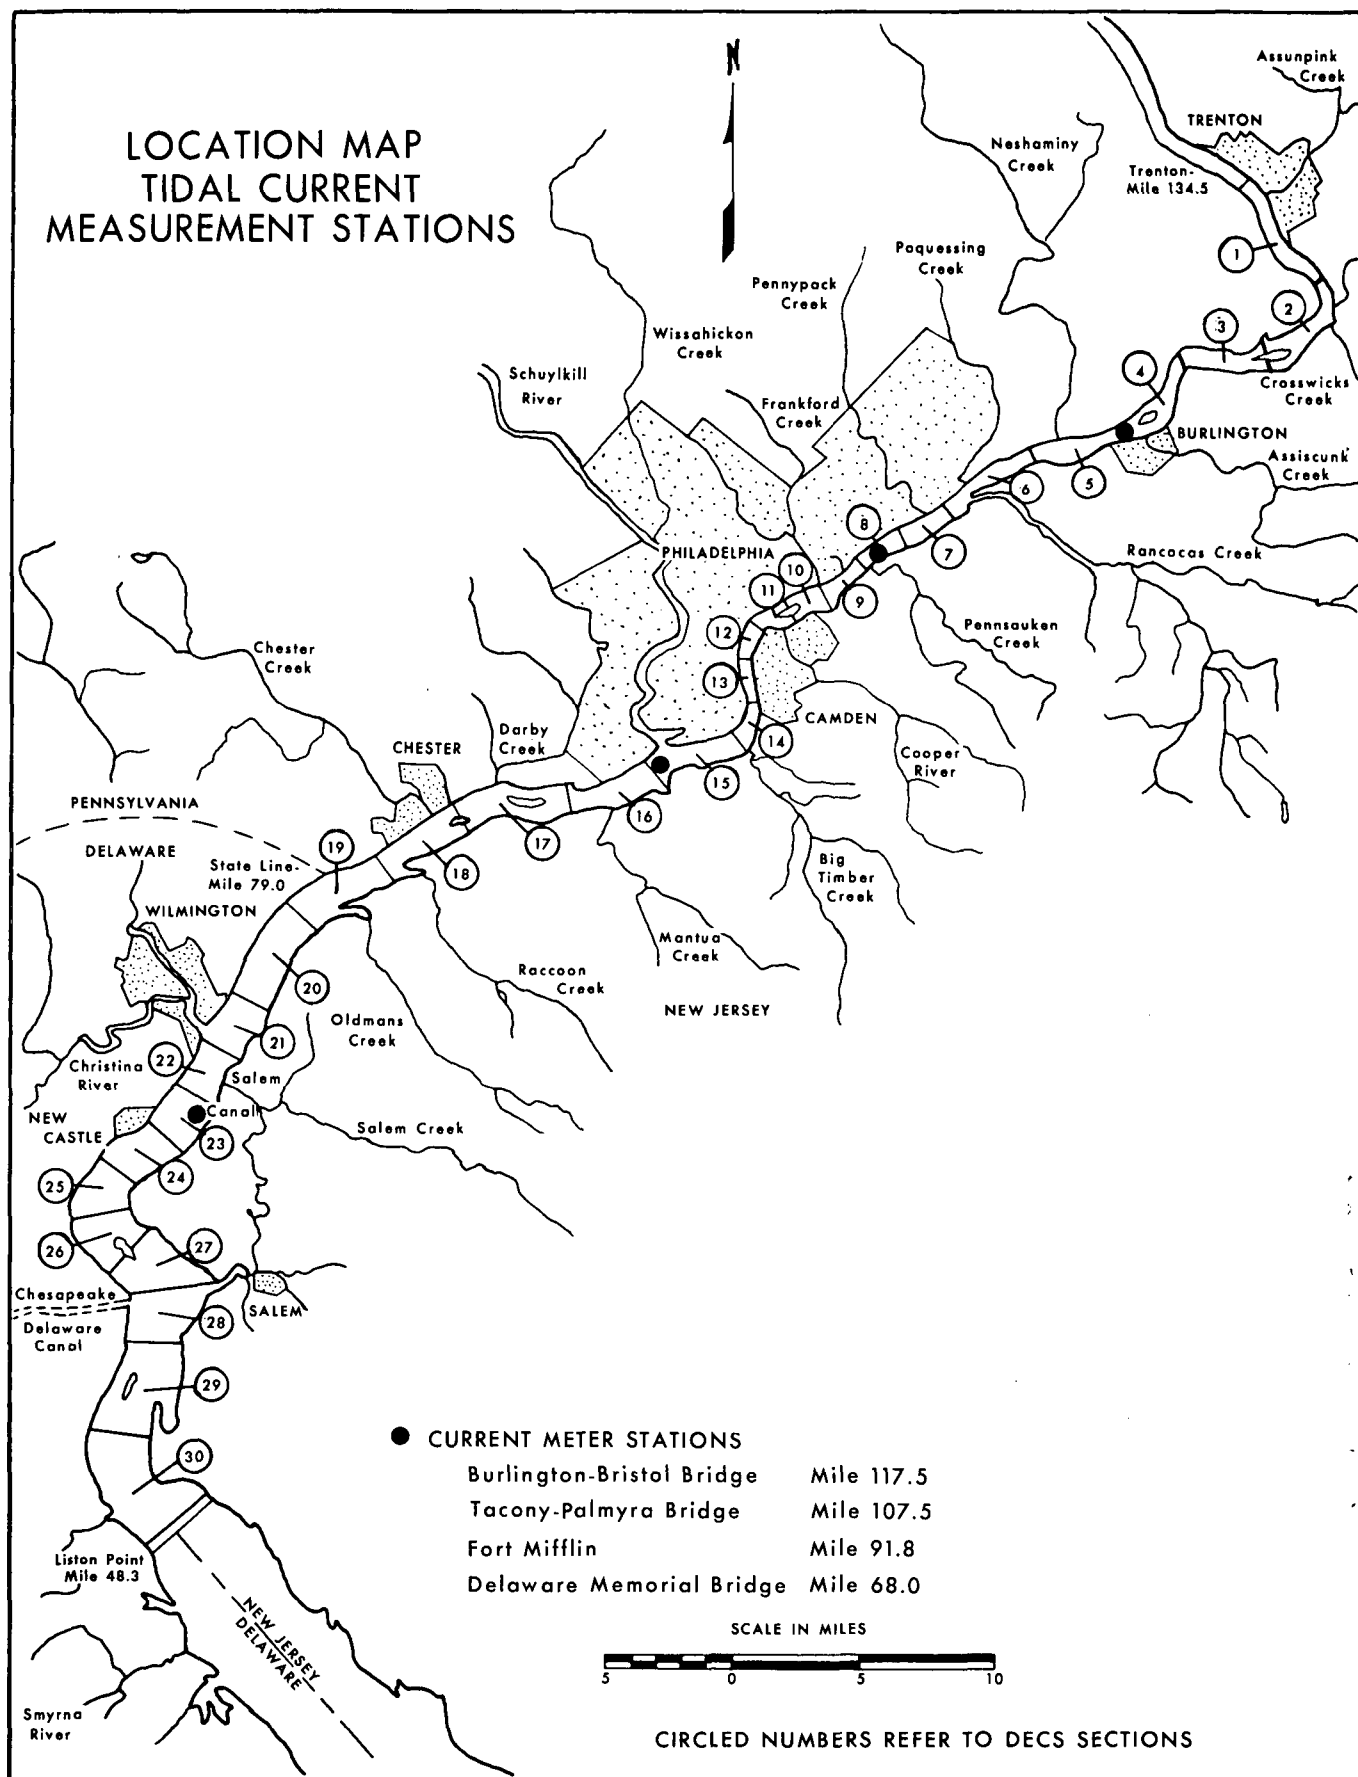 N
LOCATION MAP
TIDAL CURRENT
MEASUREMENT STATIONS
Assunpink
Creek
TRENTON
Trenton-
Mile 134.5
Neshaminy
Creek
Poquessing
Creek
Pennypack
Creek
Wissahickon
Creek
Schuylkill
River
Frankford
Creek
1
2
3
4
Crosswicks
Creek
BURLINGTON
Assiscunk
Creek
5
6
7
8
Rancocas Creek
PHILADELPHIA
9
10
11
12
13
Pennsauken
Creek
CAMDEN
14
Cooper
River
15
16
17
18
19
Chester
Creek
Darby
Creek
CHESTER
PENNSYLVANIA
DELAWARE
State Line-
Mile 79.0
WILMINGTON
Big
Timber
Creek
Mantua
Creek
Raccoon
Creek
NEW JERSEY
Oldmans
Creek
20
21
22
Christina
River
Salem
Canal
NEW
CASTLE
Salem Creek
23
24
25
26
27
Chesapeake
Delaware
Canal
SALEM
28
29
30
● CURRENT METER STATIONS
Burlington-Bristol Bridge Mile 117.5
Tacony-Palmyra Bridge Mile 107.5
Fort Mifflin Mile 91.8
Delaware Memorial Bridge Mile 68.0
Liston Point
Mile 48.3
NEW JERSEY
DELAWARE
Smyrna
River
SCALE IN MILES
5 0 5 10
CIRCLED NUMBERS REFER TO DECS SECTIONS